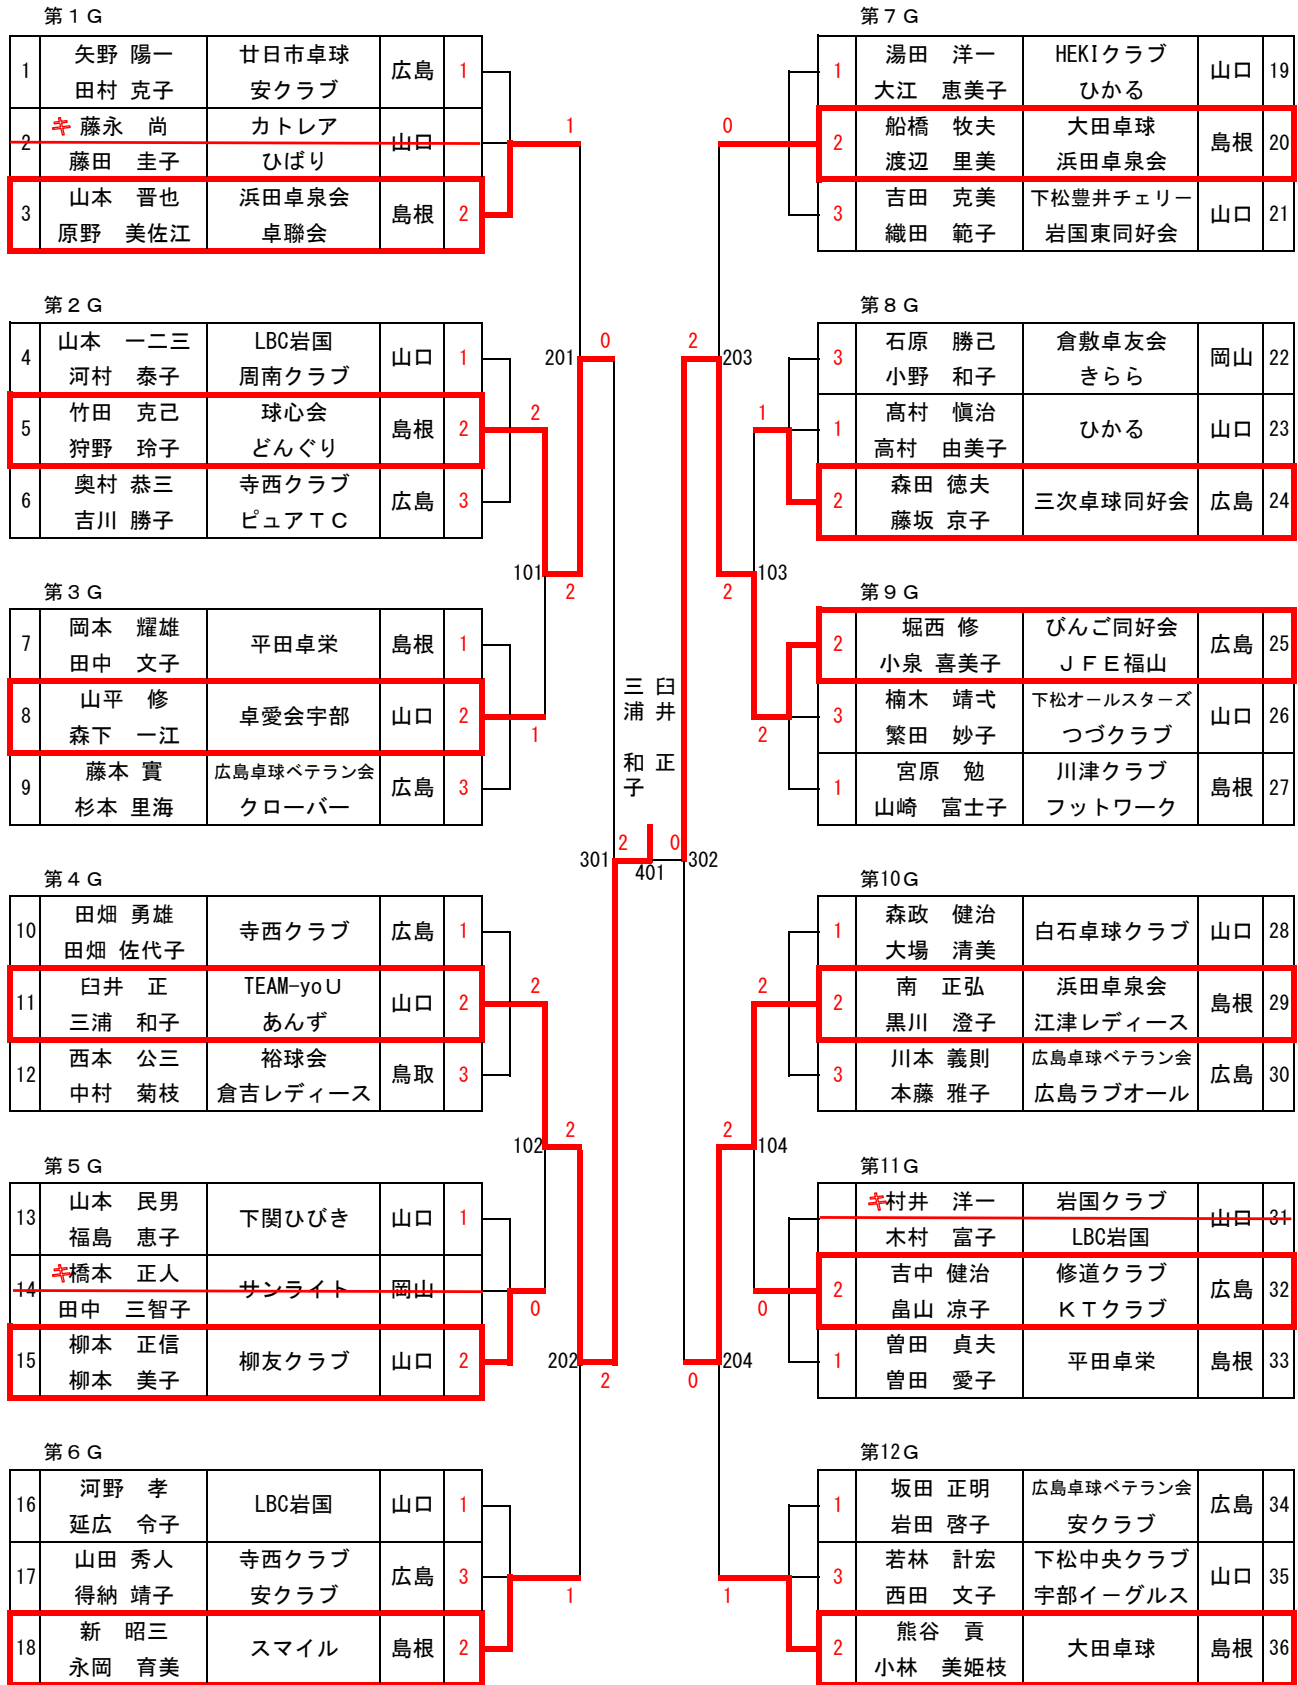 第１Ｇ
1 矢野 陽一 廿日市卓球 広島 1
田村 克子 安クラブ
2 キ 藤永 尚 カトレア 山口
藤田 圭子 ひばり
3 山本 晋也 浜田卓泉会 島根 2
原野 美佐江 卓聯会
1
第２Ｇ
4 山本 一二三 LBC岩国 山口 1
河村 泰子 周南クラブ
5 竹田 克己 球心会 島根 2
狩野 玲子 どんぐり
6 奥村 恭三 寺西クラブ 広島 3
吉川 勝子 ピュアＴＣ
2
201
0
101
2
第３Ｇ
7 岡本 耀雄 平田卓栄 島根 1
田中 文子
8 山平 修 卓愛会宇部 山口 2
森下 一江
9 藤本 實 広島卓球ベテラン会 広島 3
杉本 里海 クローバー
1
第４Ｇ
10 田畑 勇雄 寺西クラブ 広島 1
田畑 佐代子
11 臼井 正 TEAM-yoＵ 山口 2
三浦 和子 あんず
12 西本 公三 裕球会 鳥取 3
中村 菊枝 倉吉レディース
2
102
2
第５Ｇ
13 山本 民男 下関ひびき 山口 1
福島 恵子
14 キ 橋本 正人 サンライト 岡山
田中 三智子
15 柳本 正信 柳友クラブ 山口 2
柳本 美子
0
202
2
第６Ｇ
16 河野 孝 LBC岩国 山口 1
延広 令子
17 山田 秀人 寺西クラブ 広島 3
得納 靖子 安クラブ
18 新 昭三 スマイル 島根 2
永岡 育美
1
臼井 正
三浦 和子
301
2
0
302
401
第７Ｇ
1 湯田 洋一 HEKIクラブ 山口 19
大江 恵美子 ひかる
2 船橋 牧夫 大田卓球 島根 20
渡辺 里美 浜田卓泉会
3 吉田 克美 下松豊井チェリー 山口 21
織田 範子 岩国東同好会
0
第８Ｇ
3 石原 勝己 倉敷卓友会 岡山 22
小野 和子 きらら
1 髙村 愼治 ひかる 山口 23
高村 由美子
2 森田 徳夫 三次卓球同好会 広島 24
藤坂 京子
2
203
1
103
2
第９Ｇ
2 堀西 修 びんご同好会 広島 25
小泉 喜美子 ＪＦＥ福山
3 楠木 靖弌 下松オールスターズ 山口 26
繁田 妙子 つづクラブ
1 宮原 勉 川津クラブ 島根 27
山崎 富士子 フットワーク
2
第10Ｇ
1 森政 健治 白石卓球クラブ 山口 28
大場 清美
2 南 正弘 浜田卓泉会 島根 29
黒川 澄子 江津レディース
3 川本 義則 広島卓球ベテラン会 広島 30
本藤 雅子 広島ラブオール
2
2
104
第11Ｇ
キ 村井 洋一 岩国クラブ 山口 31
木村 富子 LBC岩国
2 吉中 健治 修道クラブ 広島 32
畠山 凉子 ＫＴクラブ
1 曽田 貞夫 平田卓栄 島根 33
曽田 愛子
0
204
0
第12Ｇ
1 坂田 正明 広島卓球ベテラン会 広島 34
岩田 啓子 安クラブ
3 若林 計宏 下松中央クラブ 山口 35
西田 文子 宇部イーグルス
2 熊谷 貢 大田卓球 島根 36
小林 美姫枝
1